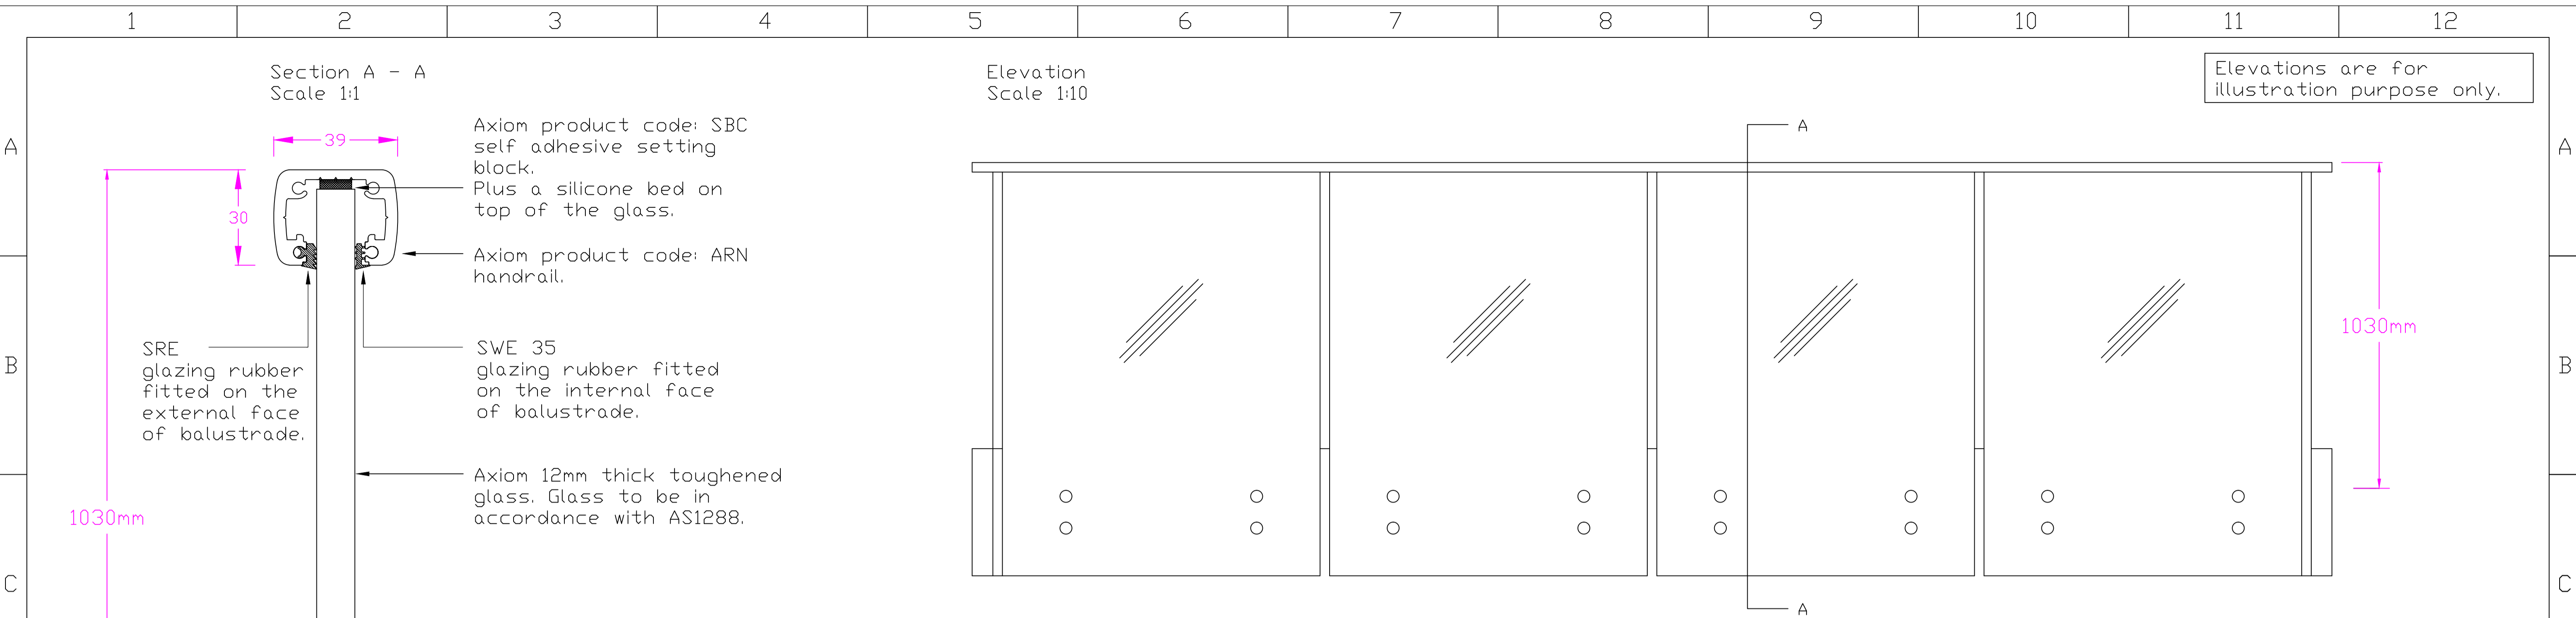 1 2 3 4 5 6 7 8 9 10 11 12
Section A - A
Scale 1:1
Elevation
Scale 1:10
Elevations are for
illustration purpose only.
A
A
39
30
Axiom product code: SBC
self adhesive setting
block.
Plus a silicone bed on
top of the glass.
Axiom product code: ARN
handrail.
SRE
glazing rubber
fitted on the
external face
of balustrade.
SWE 35
glazing rubber fitted
on the internal face
of balustrade.
Axiom 12mm thick toughened
glass. Glass to be in
accordance with AS1288.
1030mm
A
1030mm
A
B
B
C
C